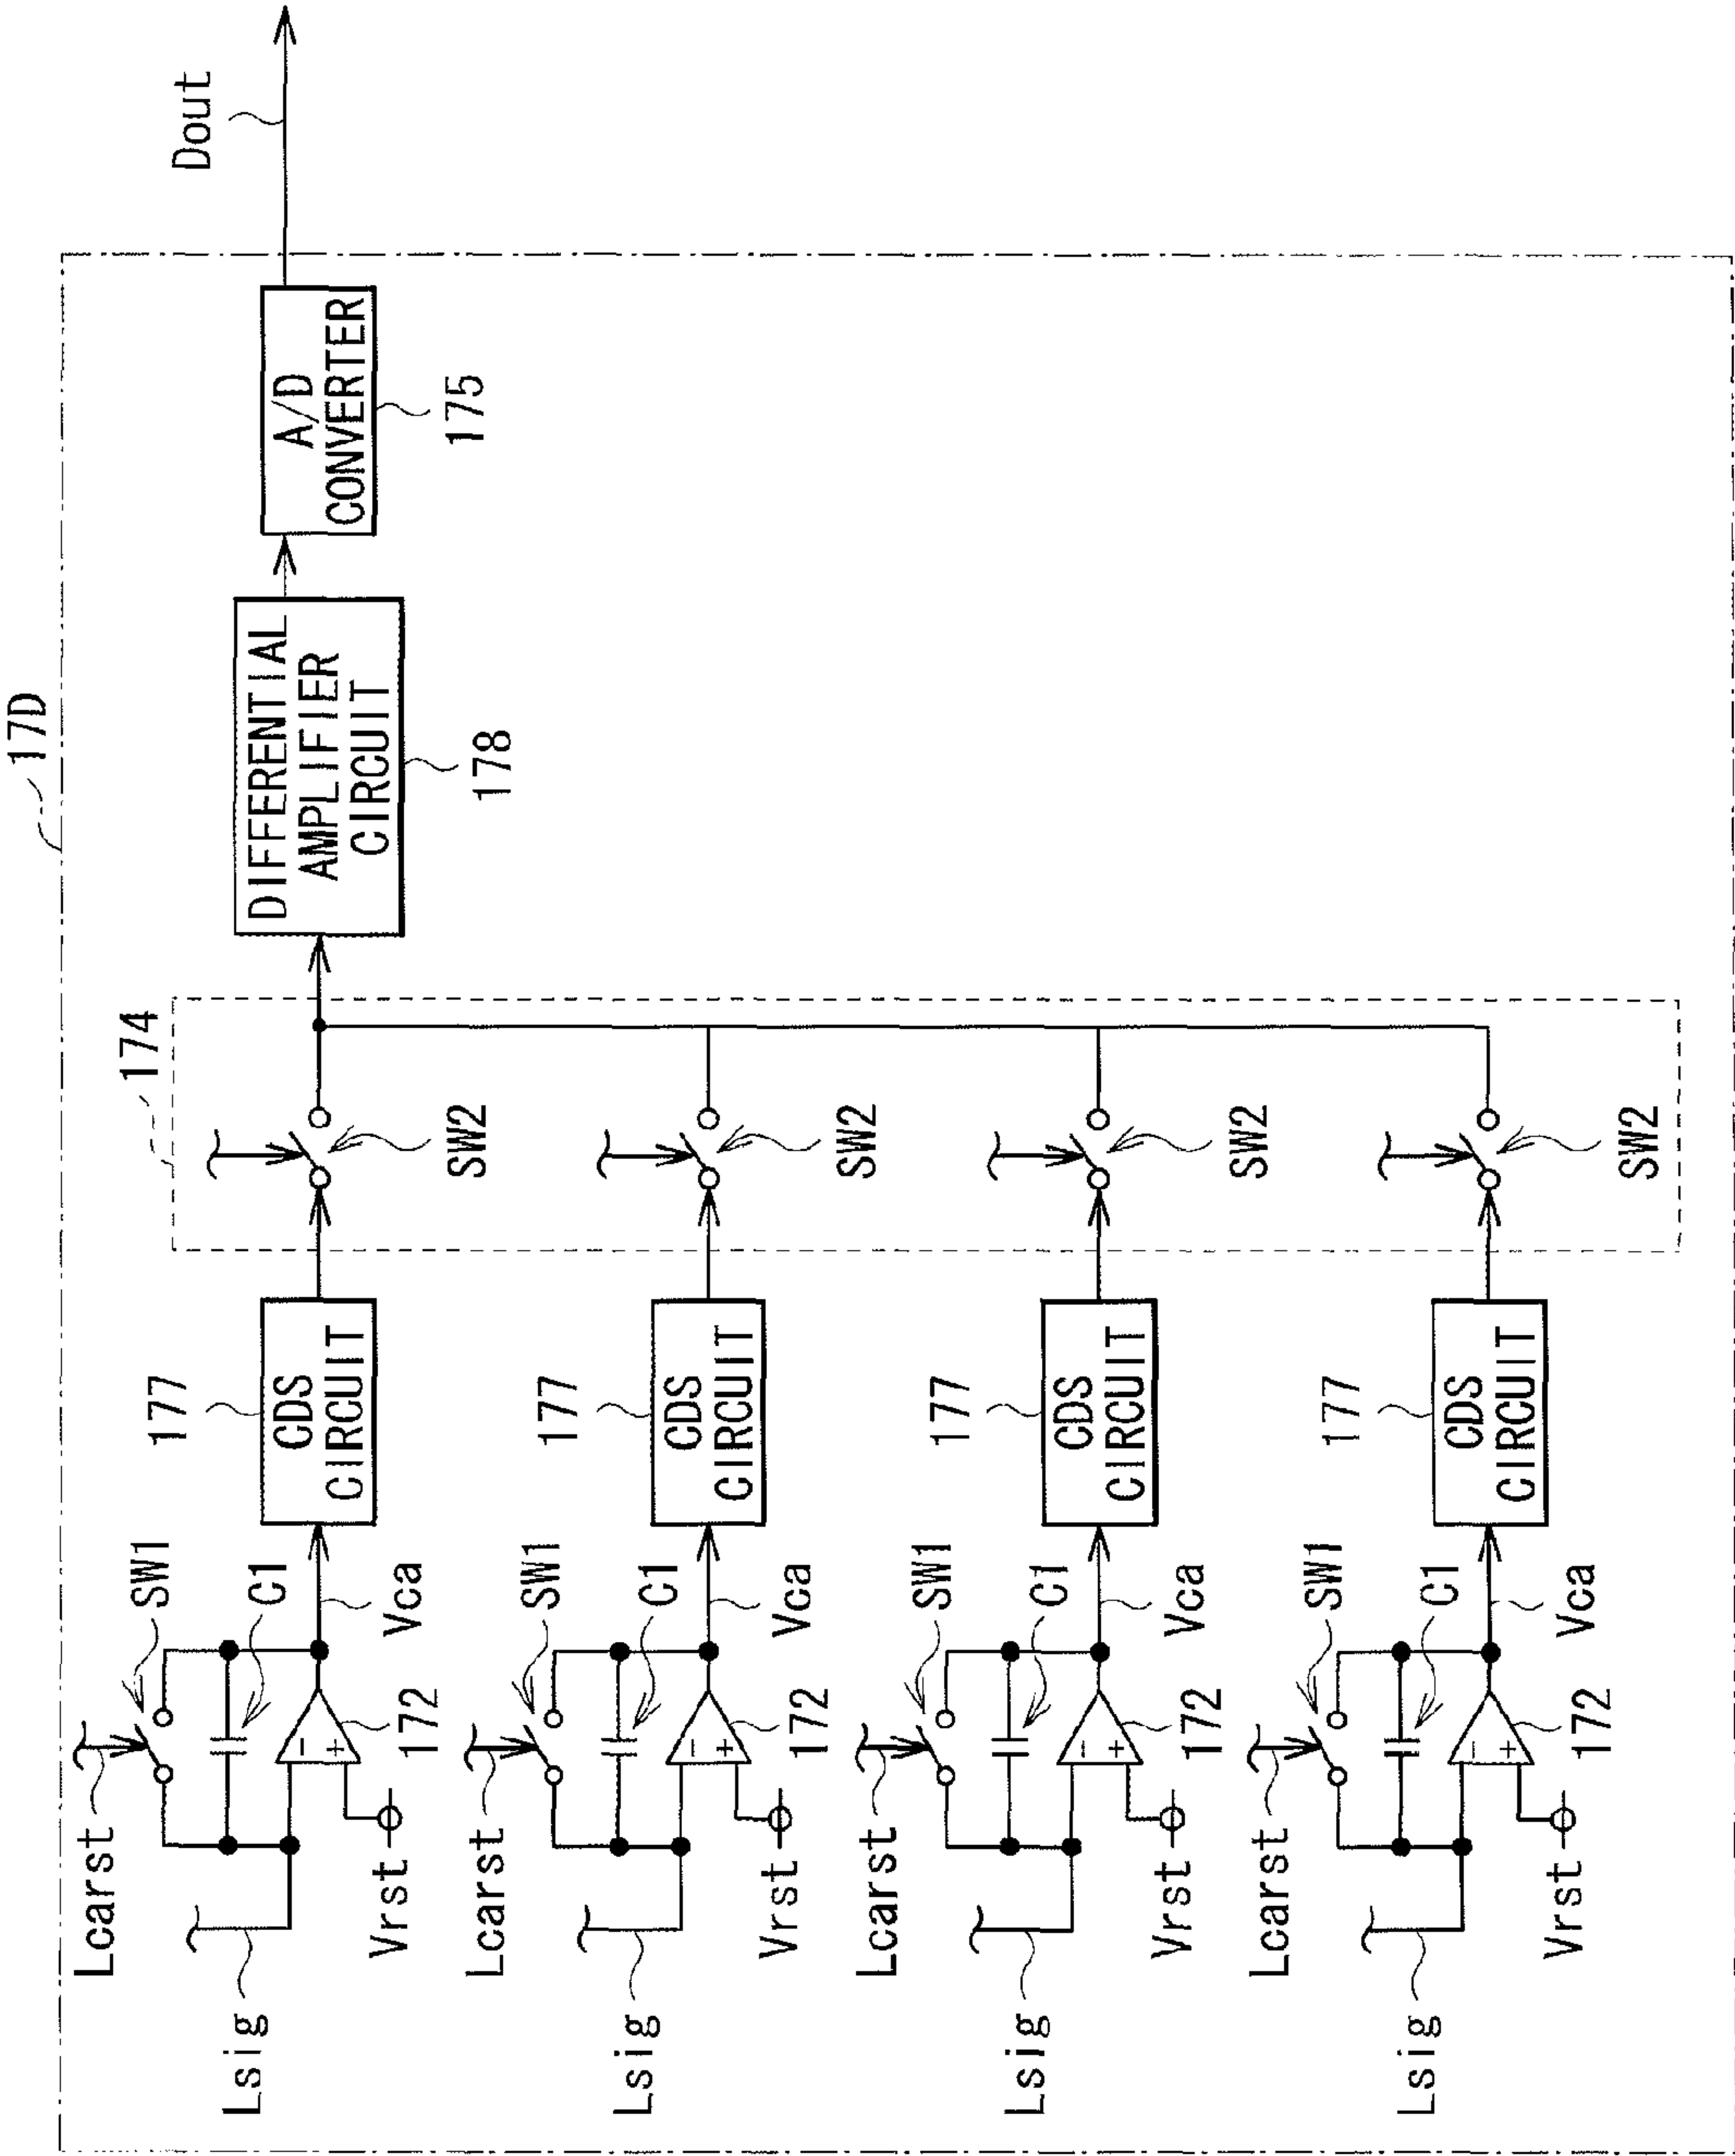 17D
Lcarst
SW1
C1
177
CDS
CIRCUIT
174
SW2
DIFFERENTIAL
AMPLIFIER
CIRCUIT
178
A/D
CONVERTER
175
Dout
Lsig
Vrst
-
+
172
Vca
Lcarst
SW1
C1
177
CDS
CIRCUIT
SW2
Lsig
Vrst
-
+
172
Vca
Lcarst
SW1
C1
177
CDS
CIRCUIT
SW2
Lsig
Vrst
-
+
172
Vca
Lcarst
SW1
C1
177
CDS
CIRCUIT
SW2
Lsig
Vrst
-
+
172
Vca